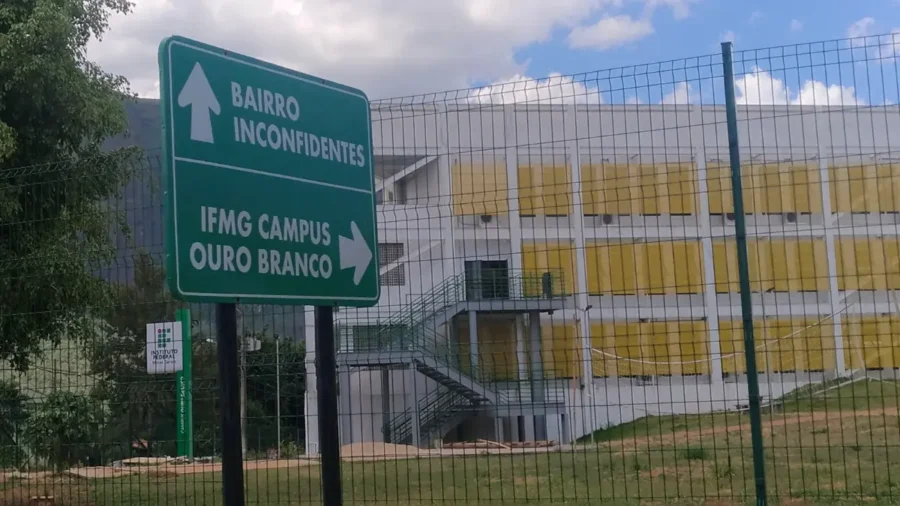 BAIRRO
INCONFIDENTES
IFMG CAMPUS
OURO BRANCO
INSTITUTO
FEDERAL